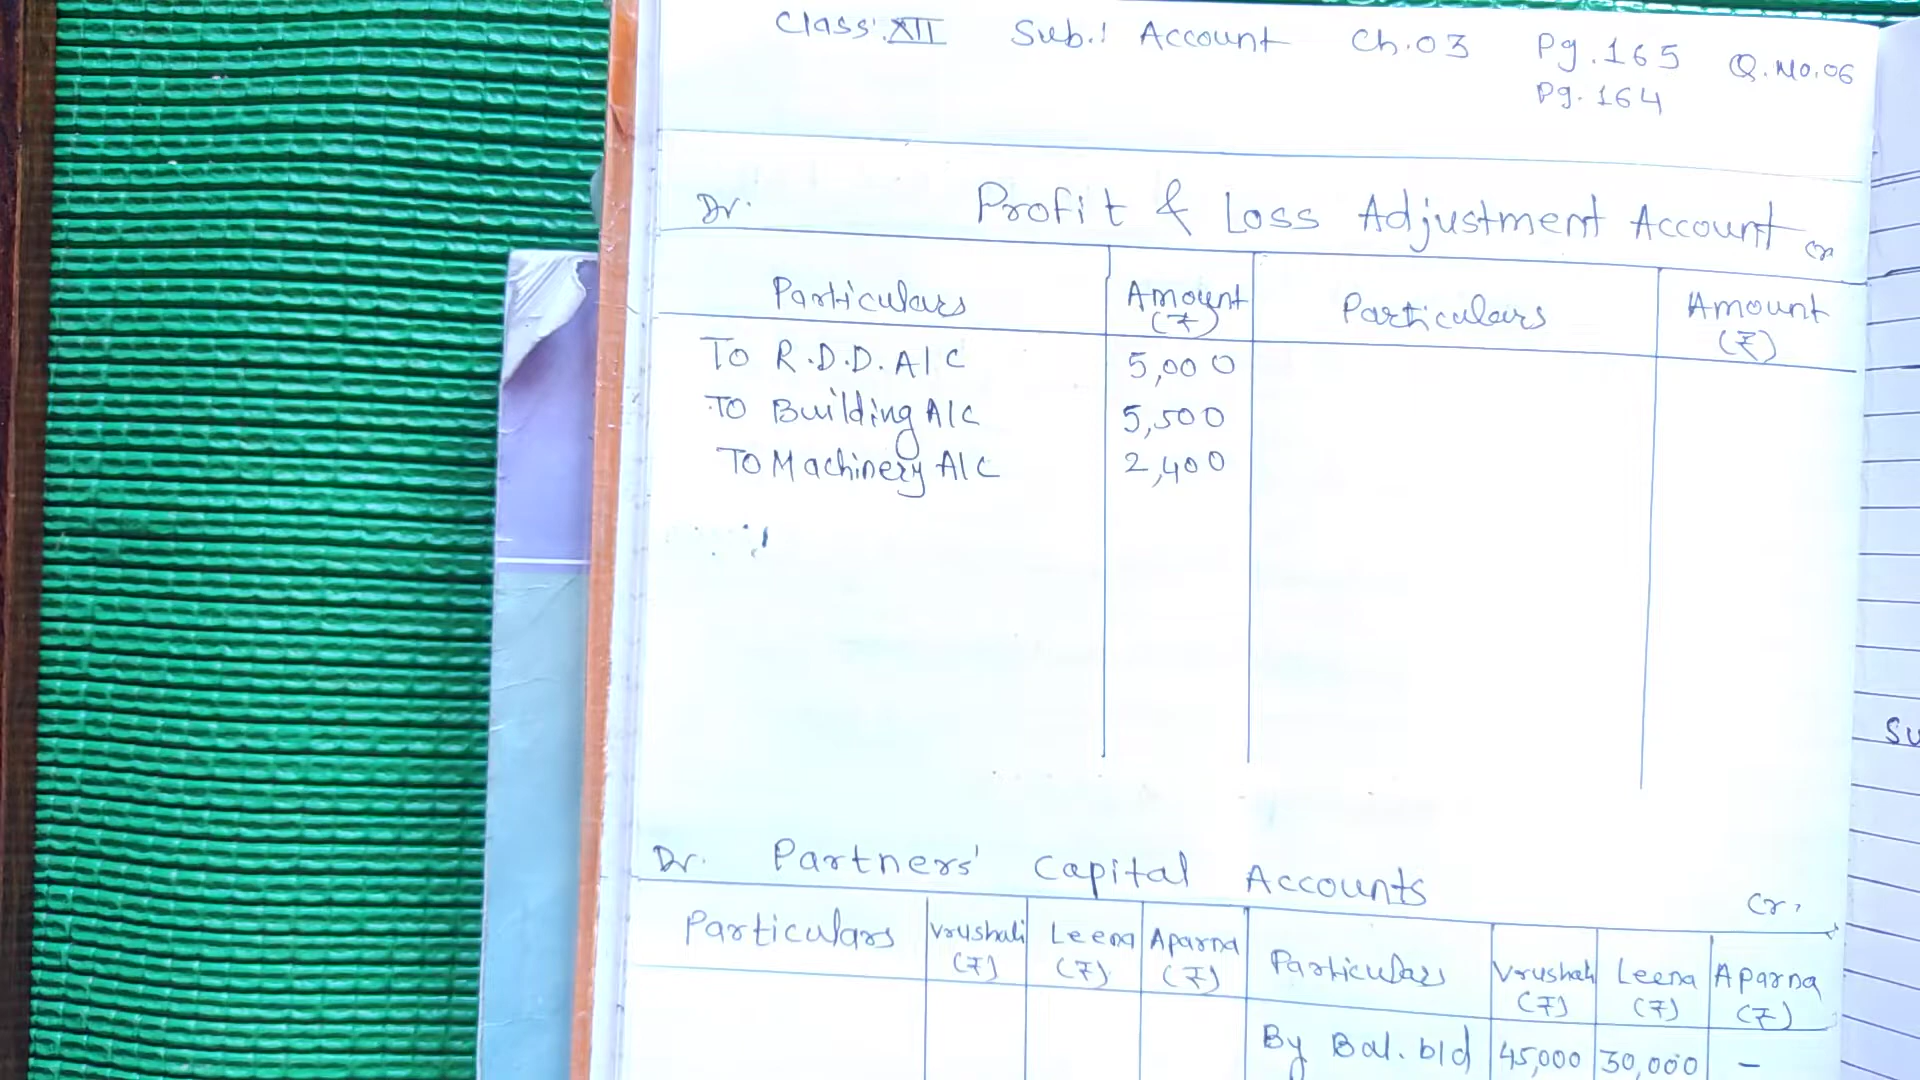 Class: XII Sub.: Account Ch.03 Pg.165 Q.No.06
Pg.164
Dr. Profit & Loss Adjustment Account Cr
Particulars Amount (₹) Particulars Amount (₹)
To R.D.D. A/C 5,000
To Building A/C 5,500
To Machinery A/C 2,400
Dr. Partners' Capital Accounts Cr.
Particulars Vrushali (₹) Leena (₹) Aparna (₹) Particulars Vrushali (₹) Leena (₹) Aparna (₹)
By Bal. b/d 45,000 30,000 –
Su